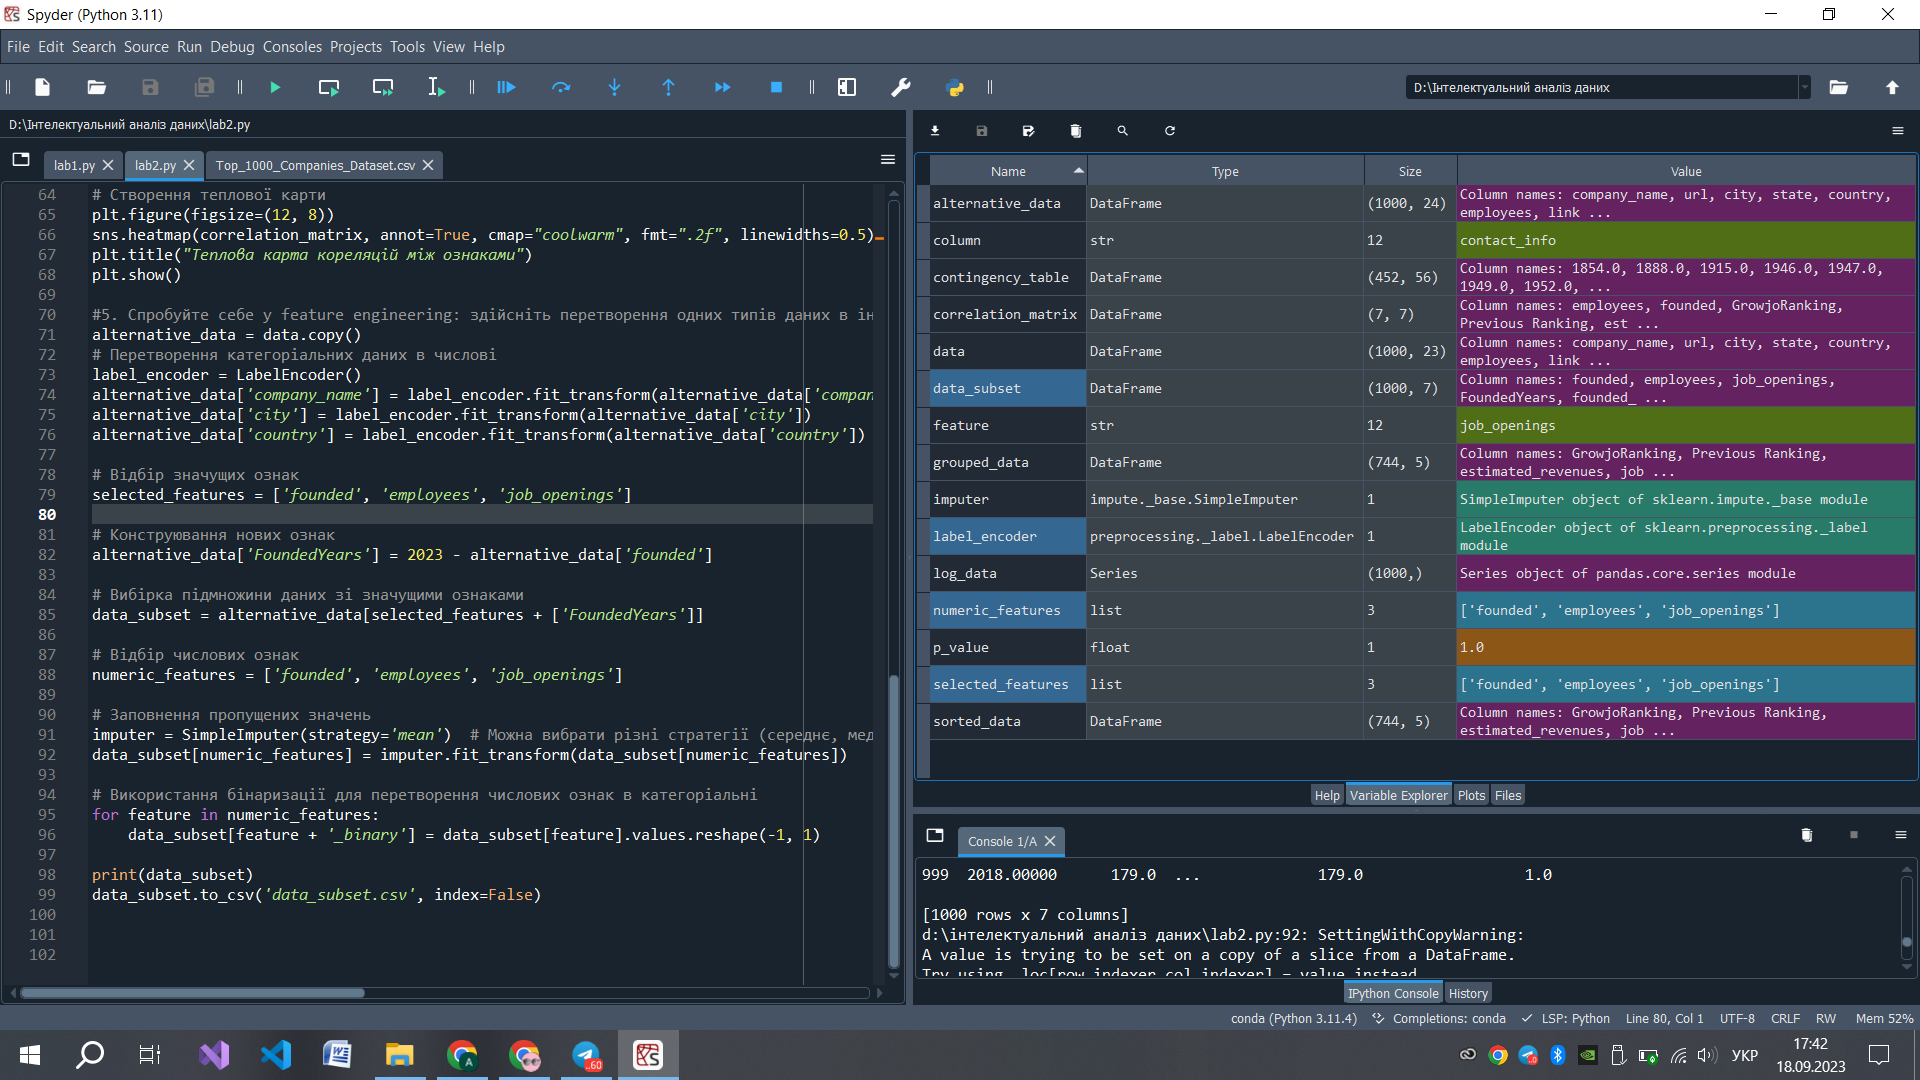 Spyder (Python 3.11)
File Edit Search Source Run Debug Consoles Projects Tools View Help
D:\Інтелектуальний аналіз даних
D:\Інтелектуальний аналіз даних\lab2.py
lab1.py
lab2.py
Top_1000_Companies_Dataset.csv
64 # Створення теплової карти
65 plt.figure(figsize=(12, 8))
66 sns.heatmap(correlation_matrix, annot=True, cmap="coolwarm", fmt=".2f", linewidths=0.5)
67 plt.title("Теплова карта кореляцій між ознаками")
68 plt.show()
69
70 #5. Спробуйте себе у feature engineering: здійсніть перетворення одних типів даних в ін
71 alternative_data = data.copy()
72 # Перетворення категоріальних даних в числові
73 label_encoder = LabelEncoder()
74 alternative_data['company_name'] = label_encoder.fit_transform(alternative_data['compan
75 alternative_data['city'] = label_encoder.fit_transform(alternative_data['city'])
76 alternative_data['country'] = label_encoder.fit_transform(alternative_data['country'])
77
78 # Відбір значущих ознак
79 selected_features = ['founded', 'employees', 'job_openings']
80
81 # Конструювання нових ознак
82 alternative_data['FoundedYears'] = 2023 - alternative_data['founded']
83
84 # Вибірка підмножини даних зі значущими ознаками
85 data_subset = alternative_data[selected_features + ['FoundedYears']]
86
87 # Відбір числових ознак
88 numeric_features = ['founded', 'employees', 'job_openings']
89
90 # Заповнення пропущених значень
91 imputer = SimpleImputer(strategy='mean')  # Можна вибрати різні стратегії (середнє, мед
92 data_subset[numeric_features] = imputer.fit_transform(data_subset[numeric_features])
93
94 # Використання бінаризації для перетворення числових ознак в категоріальні
95 for feature in numeric_features:
96     data_subset[feature + '_binary'] = data_subset[feature].values.reshape(-1, 1)
97
98 print(data_subset)
99 data_subset.to_csv('data_subset.csv', index=False)
100
101
102
Name Type Size Value
alternative_data DataFrame (1000, 24) Column names: company_name, url, city, state, country,
employees, link ...
column str 12 contact_info
contingency_table DataFrame (452, 56) Column names: 1854.0, 1888.0, 1915.0, 1946.0, 1947.0,
1949.0, 1952.0, ...
correlation_matrix DataFrame (7, 7) Column names: employees, founded, GrowjoRanking,
Previous Ranking, est ...
data DataFrame (1000, 23) Column names: company_name, url, city, state, country,
employees, link ...
data_subset DataFrame (1000, 7) Column names: founded, employees, job_openings,
FoundedYears, founded_ ...
feature str 12 job_openings
grouped_data DataFrame (744, 5) Column names: GrowjoRanking, Previous Ranking,
estimated_revenues, job ...
imputer impute._base.SimpleImputer 1 SimpleImputer object of sklearn.impute._base module
label_encoder preprocessing._label.LabelEncoder 1 LabelEncoder object of sklearn.preprocessing._label
module
log_data Series (1000,) Series object of pandas.core.series module
numeric_features list 3 ['founded', 'employees', 'job_openings']
p_value float 1 1.0
selected_features list 3 ['founded', 'employees', 'job_openings']
sorted_data DataFrame (744, 5) Column names: GrowjoRanking, Previous Ranking,
estimated_revenues, job ...
Help Variable Explorer Plots Files
Console 1/A
999  2018.00000      179.0  ...             179.0                  1.0
[1000 rows x 7 columns]
d:\інтелектуальний аналіз даних\lab2.py:92: SettingWithCopyWarning:
A value is trying to be set on a copy of a slice from a DataFrame.
Try using .loc[row_indexer,col_indexer] = value instead
IPython Console History
conda (Python 3.11.4) Completions: conda LSP: Python Line 80, Col 1 UTF-8 CRLF RW Mem 52%
A
.60
УКР
17:42
18.09.2023